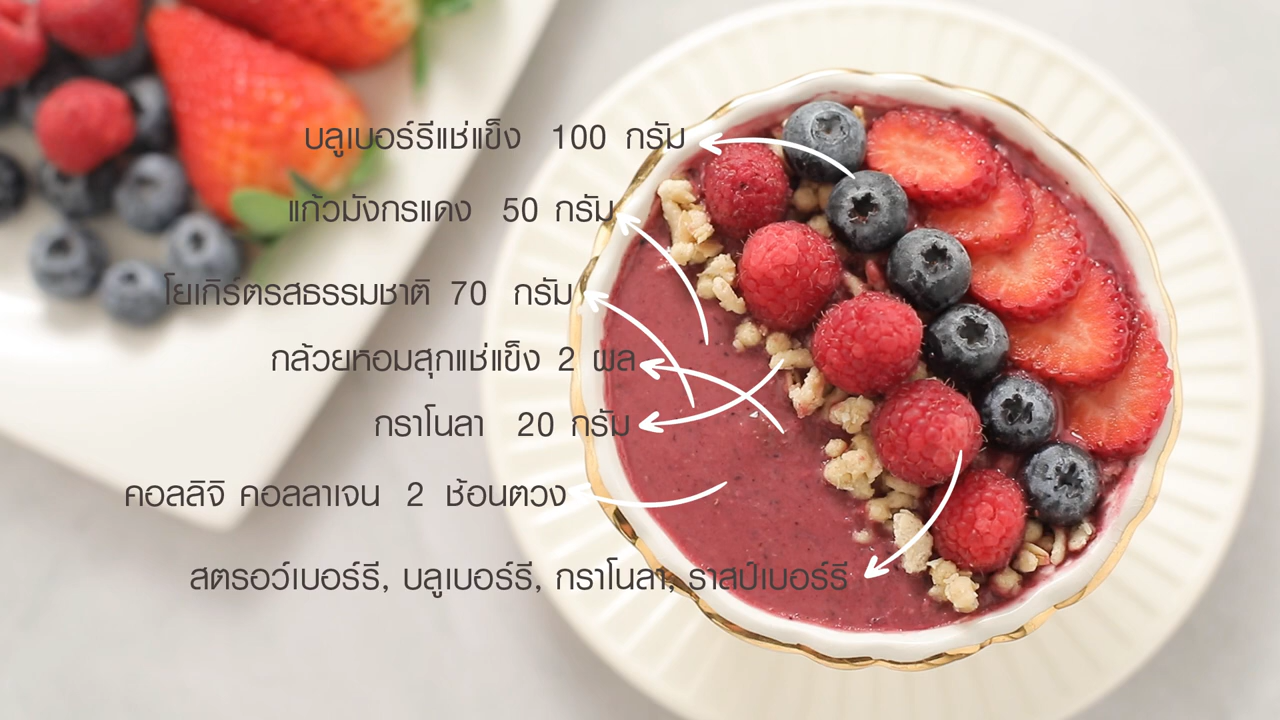 บลูเบอร์รีแช่แข็ง 100 กรัม
แก้วมังกรแดง 50 กรัม
โยเกิร์ตรสธรรมชาติ 70 กรัม
กล้วยหอมสุกแช่แข็ง 2 ผล
กราโนลา 20 กรัม
คอลลิจิ คอลลาเจน 2 ช้อนตวง
สตรอว์เบอร์รี, บลูเบอร์รี, กราโนลา, ราสป์เบอร์รี